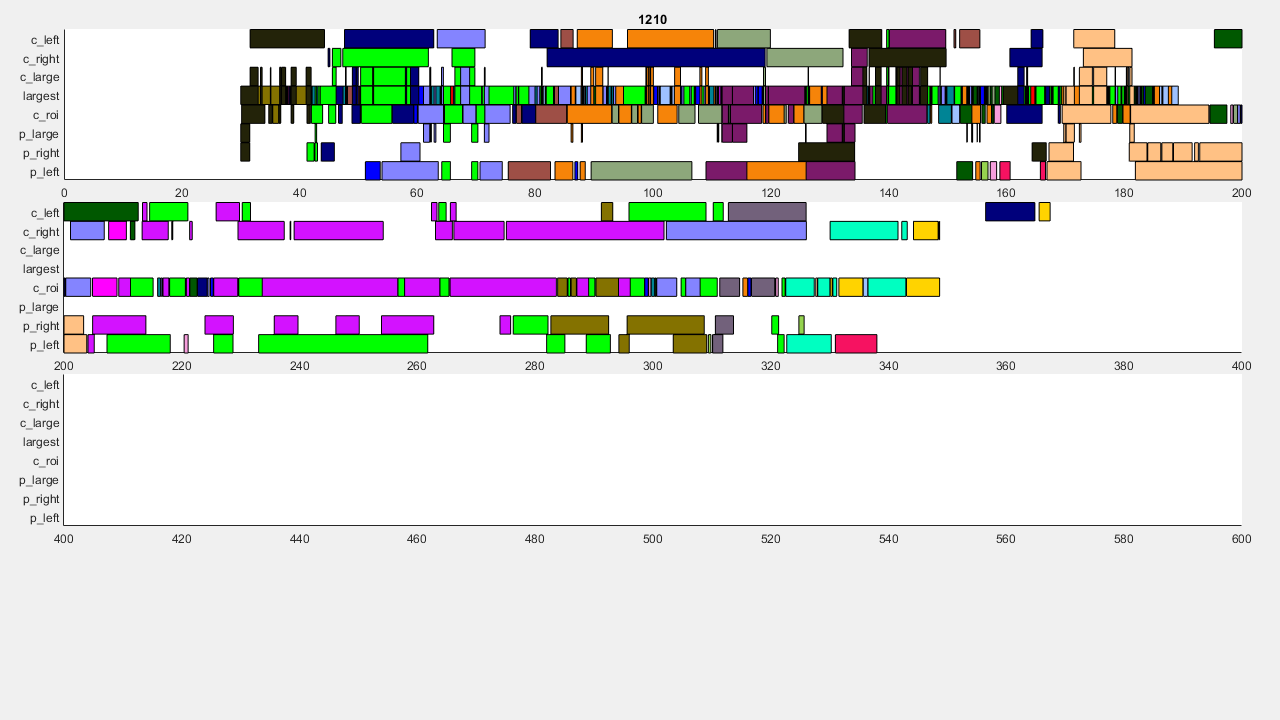 1210
c_left
c_right
c_large
largest
c_roi
p_large
p_right
p_left
0 20 40 60 80 100 120 140 160 180 200
c_left
c_right
c_large
largest
c_roi
p_large
p_right
p_left
200 220 240 260 280 300 320 340 360 380 400
c_left
c_right
c_large
largest
c_roi
p_large
p_right
p_left
400 420 440 460 480 500 520 540 560 580 600